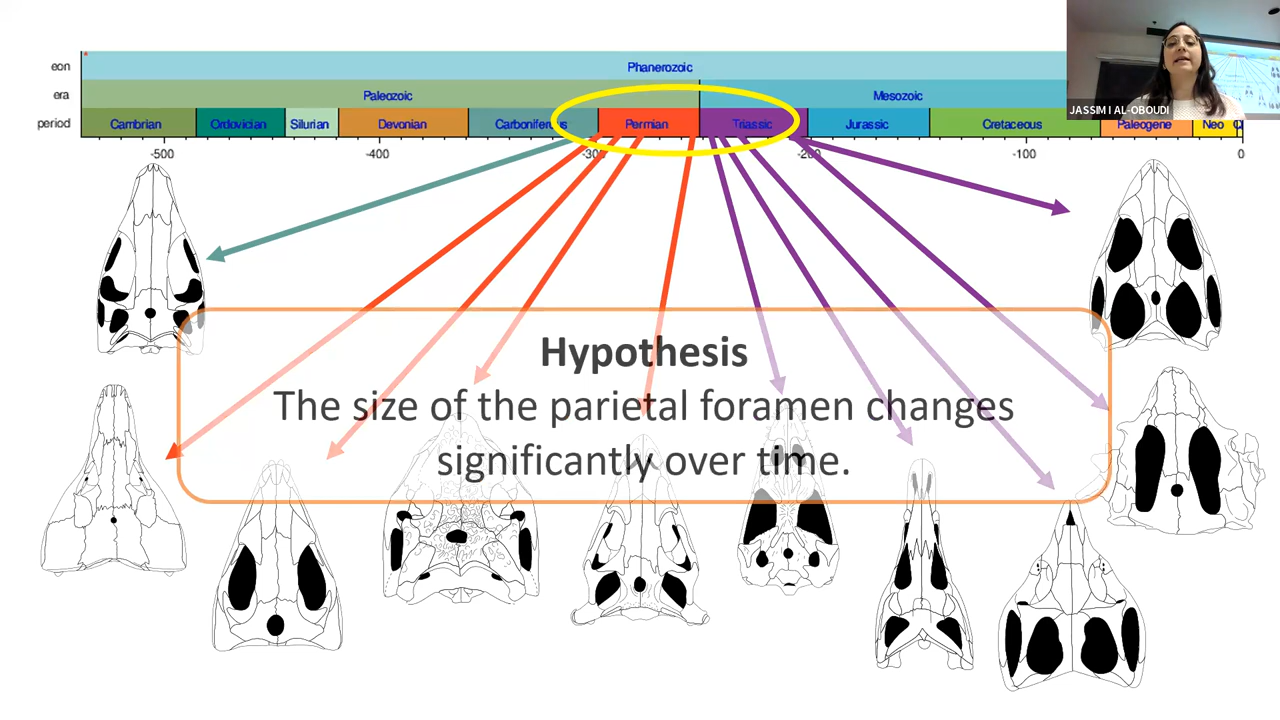 eon
Phanerozoic
era
Paleozoic
Mesozoic
period
Cambrian
Ordovician
Silurian
Devonian
Carboniferous
Permian
Triassic
Jurassic
Cretaceous
Paleogene
Neo
JASSIM I AL-OBOUDI
-500
-400
-300
-200
-100
0
Hypothesis
The size of the parietal foramen changes
significantly over time.